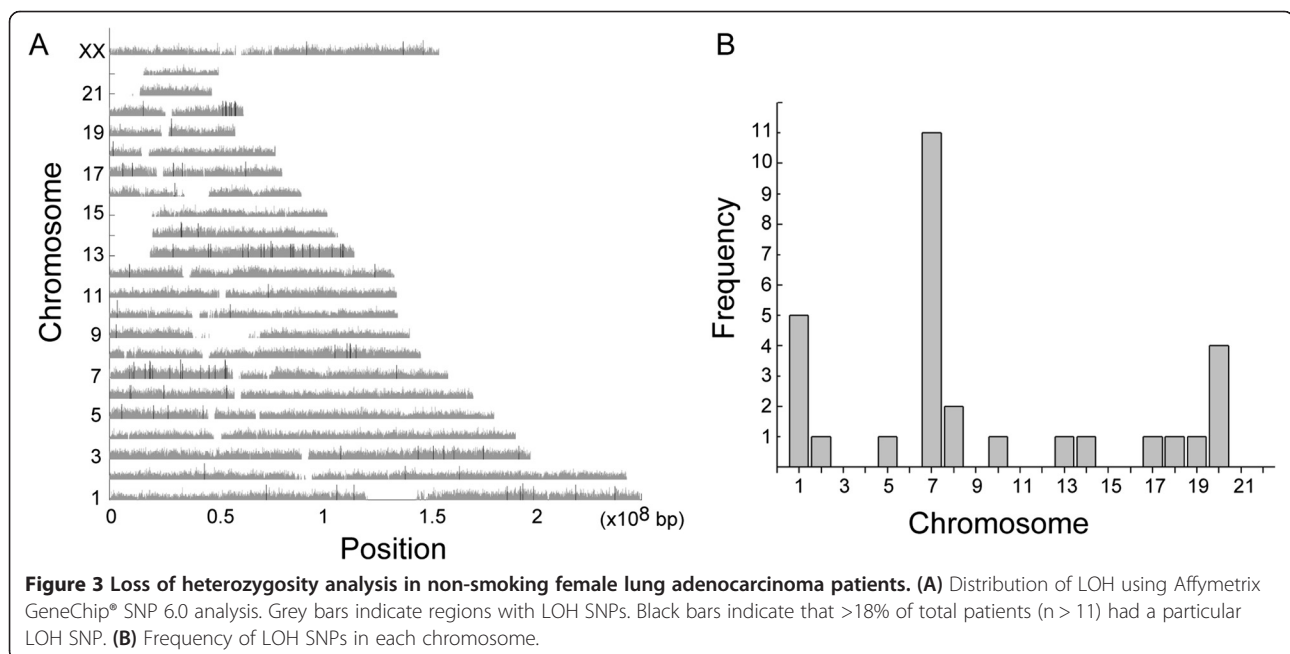 A
XX
21
19
17
15
13
11
9
7
5
3
1
Chromosome
0 0.5 1 1.5 2 (x10⁸ bp)
Position
B
11
10
9
8
7
6
5
4
3
2
1
Frequency
1 3 5 7 9 11 13 15 17 19 21
Chromosome
Figure 3 Loss of heterozygosity analysis in non-smoking female lung adenocarcinoma patients. (A) Distribution of LOH using Affymetrix
GeneChip® SNP 6.0 analysis. Grey bars indicate regions with LOH SNPs. Black bars indicate that >18% of total patients (n > 11) had a particular
LOH SNP. (B) Frequency of LOH SNPs in each chromosome.